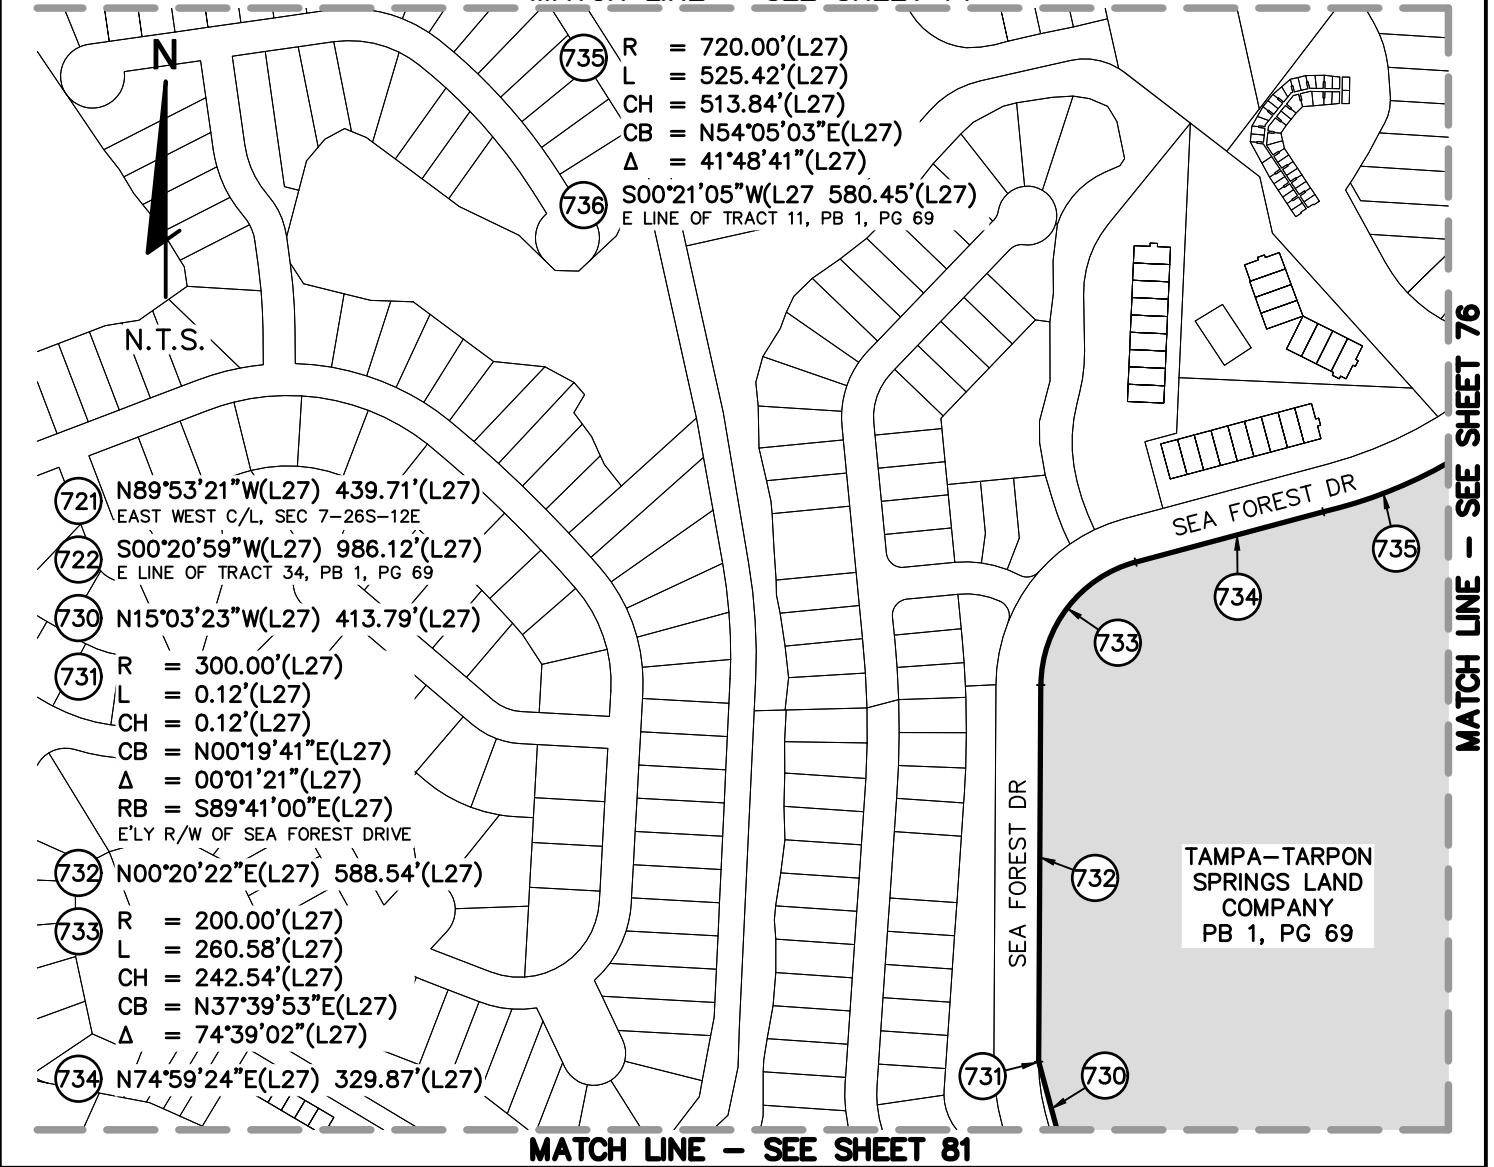 N
N.T.S.
735 R = 720.00'(L27)
L = 525.42'(L27)
CH = 513.84'(L27)
CB = N54°05'03"E(L27)
Δ = 41°48'41"(L27)
736 S00°21'05"W(L27 580.45'(L27)
E LINE OF TRACT 11, PB 1, PG 69
721 N89°53'21"W(L27) 439.71'(L27)
EAST WEST C/L, SEC 7-26S-12E
722 S00°20'59"W(L27) 986.12'(L27)
E LINE OF TRACT 34, PB 1, PG 69
730 N15°03'23"W(L27) 413.79'(L27)
731 R = 300.00'(L27)
L = 0.12'(L27)
CH = 0.12'(L27)
CB = N00°19'41"E(L27)
Δ = 00°01'21"(L27)
RB = S89°41'00"E(L27)
E'LY R/W OF SEA FOREST DRIVE
732 N00°20'22"E(L27) 588.54'(L27)
733 R = 200.00'(L27)
L = 260.58'(L27)
CH = 242.54'(L27)
CB = N37°39'53"E(L27)
Δ = 74°39'02"(L27)
734 N74°59'24"E(L27) 329.87'(L27)
SEA FOREST DR
735
734
733
SEA FOREST DR
732
TAMPA-TARPON
SPRINGS LAND
COMPANY
PB 1, PG 69
731
730
MATCH LINE - SEE SHEET 76
MATCH LINE - SEE SHEET 81